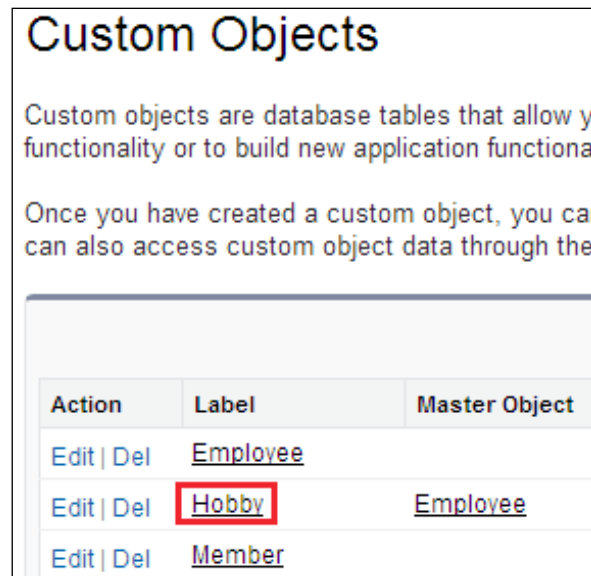 Custom Objects
Custom objects are database tables that allow
functionality or to build new application
Once you have created a custom object, you
can also access custom object data through the
Action Label Master Object
Edit | Del Employee
Edit | Del Hobby Employee
Edit | Del Member